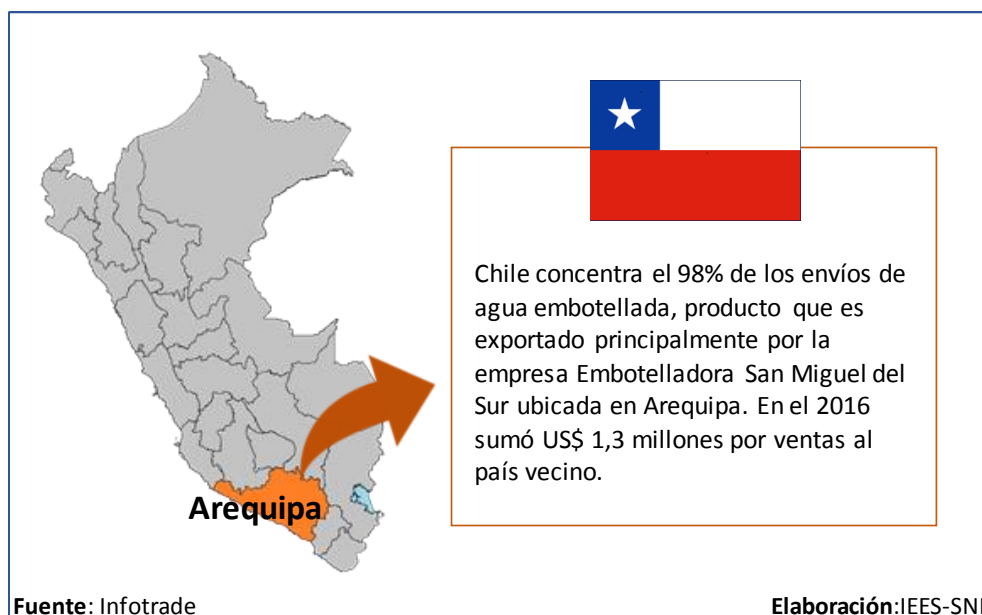 Chile concentra el 98% de los envíos de
agua embotellada, producto que es
exportado principalmente por la
empresa Embotelladora San Miguel del
Sur ubicada en Arequipa. En el 2016
sumó US$ 1,3 millones por ventas al
país vecino.
Arequipa
Fuente: Infotrade
Elaboración:IEES-SNI